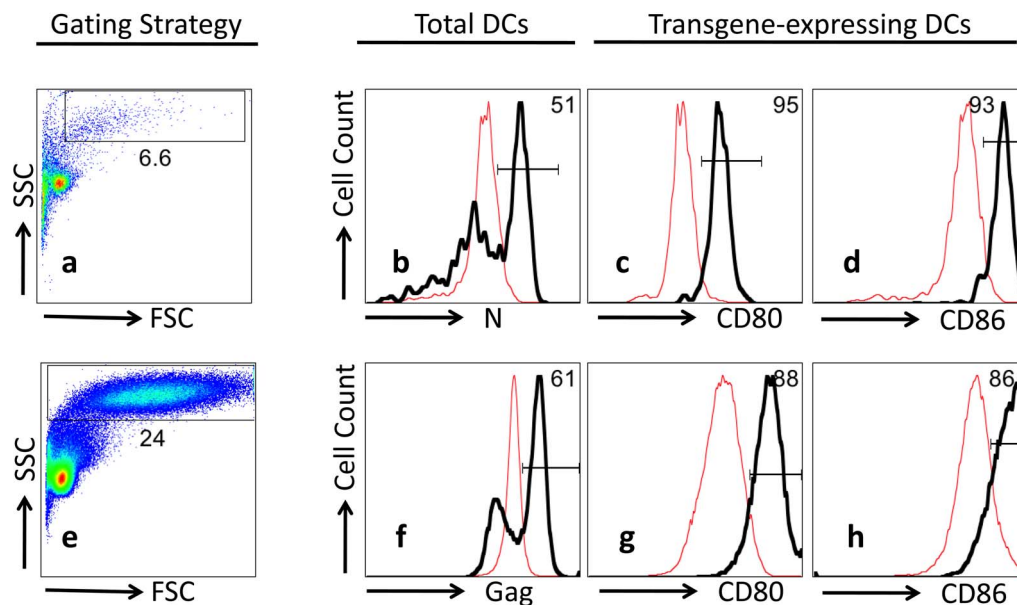 Gating Strategy
Total DCs
Transgene-expressing DCs
SSC
6.6
a
FSC
Cell Count
51
b
N
95
c
CD80
93
d
CD86
SSC
24
e
FSC
Cell Count
61
f
Gag
88
g
CD80
86
h
CD86